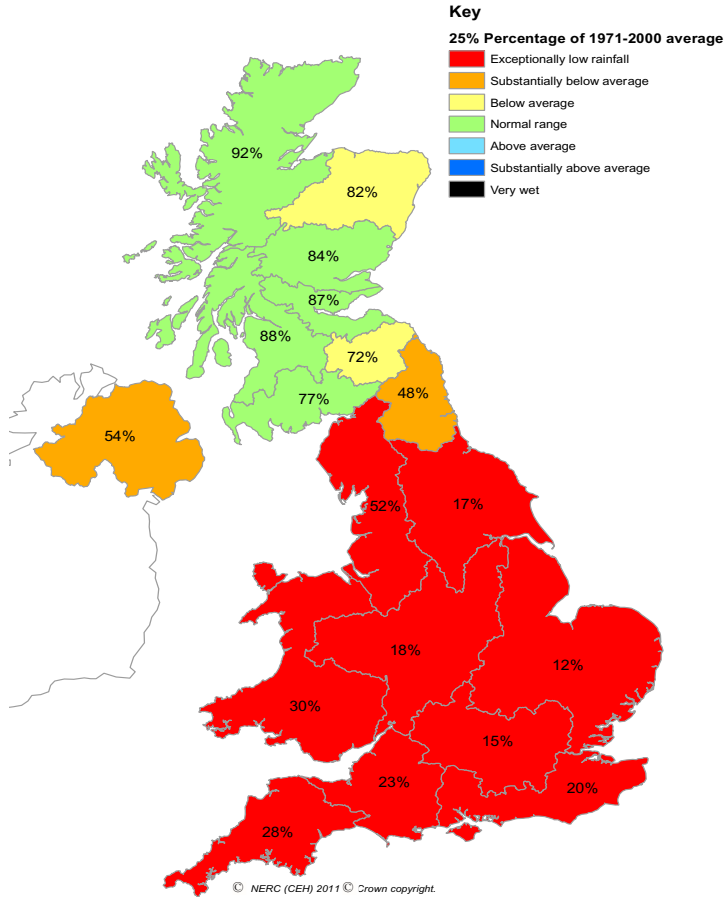 Key
25% Percentage of 1971-2000 average
Exceptionally low rainfall
Substantially below average
Below average
Normal range
Above average
Substantially above average
Very wet
92%
82%
84%
87%
88%
72%
77%
48%
54%
52%
17%
18%
12%
30%
15%
23%
20%
28%
© NERC (CEH) 2011 © Crown copyright.